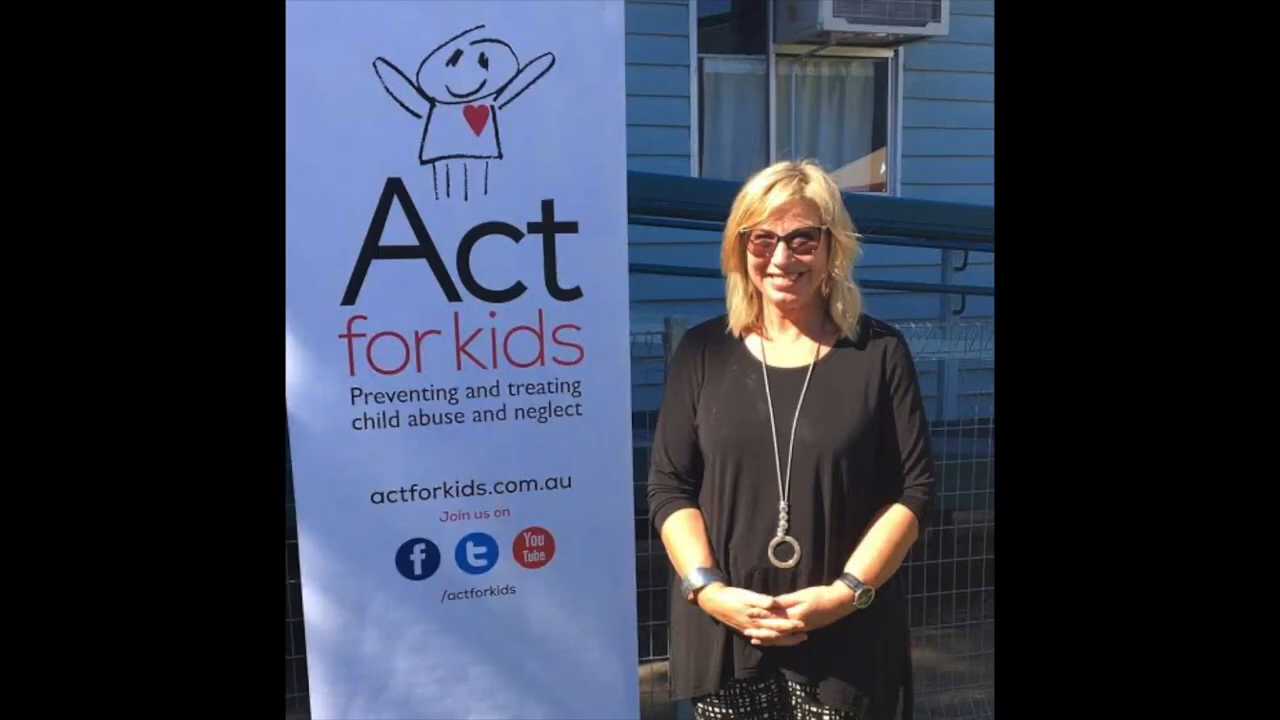 Act
for kids
Preventing and treating
child abuse and neglect
actforkids.com.au
Join us on
f
t
You
Tube
/actforkids